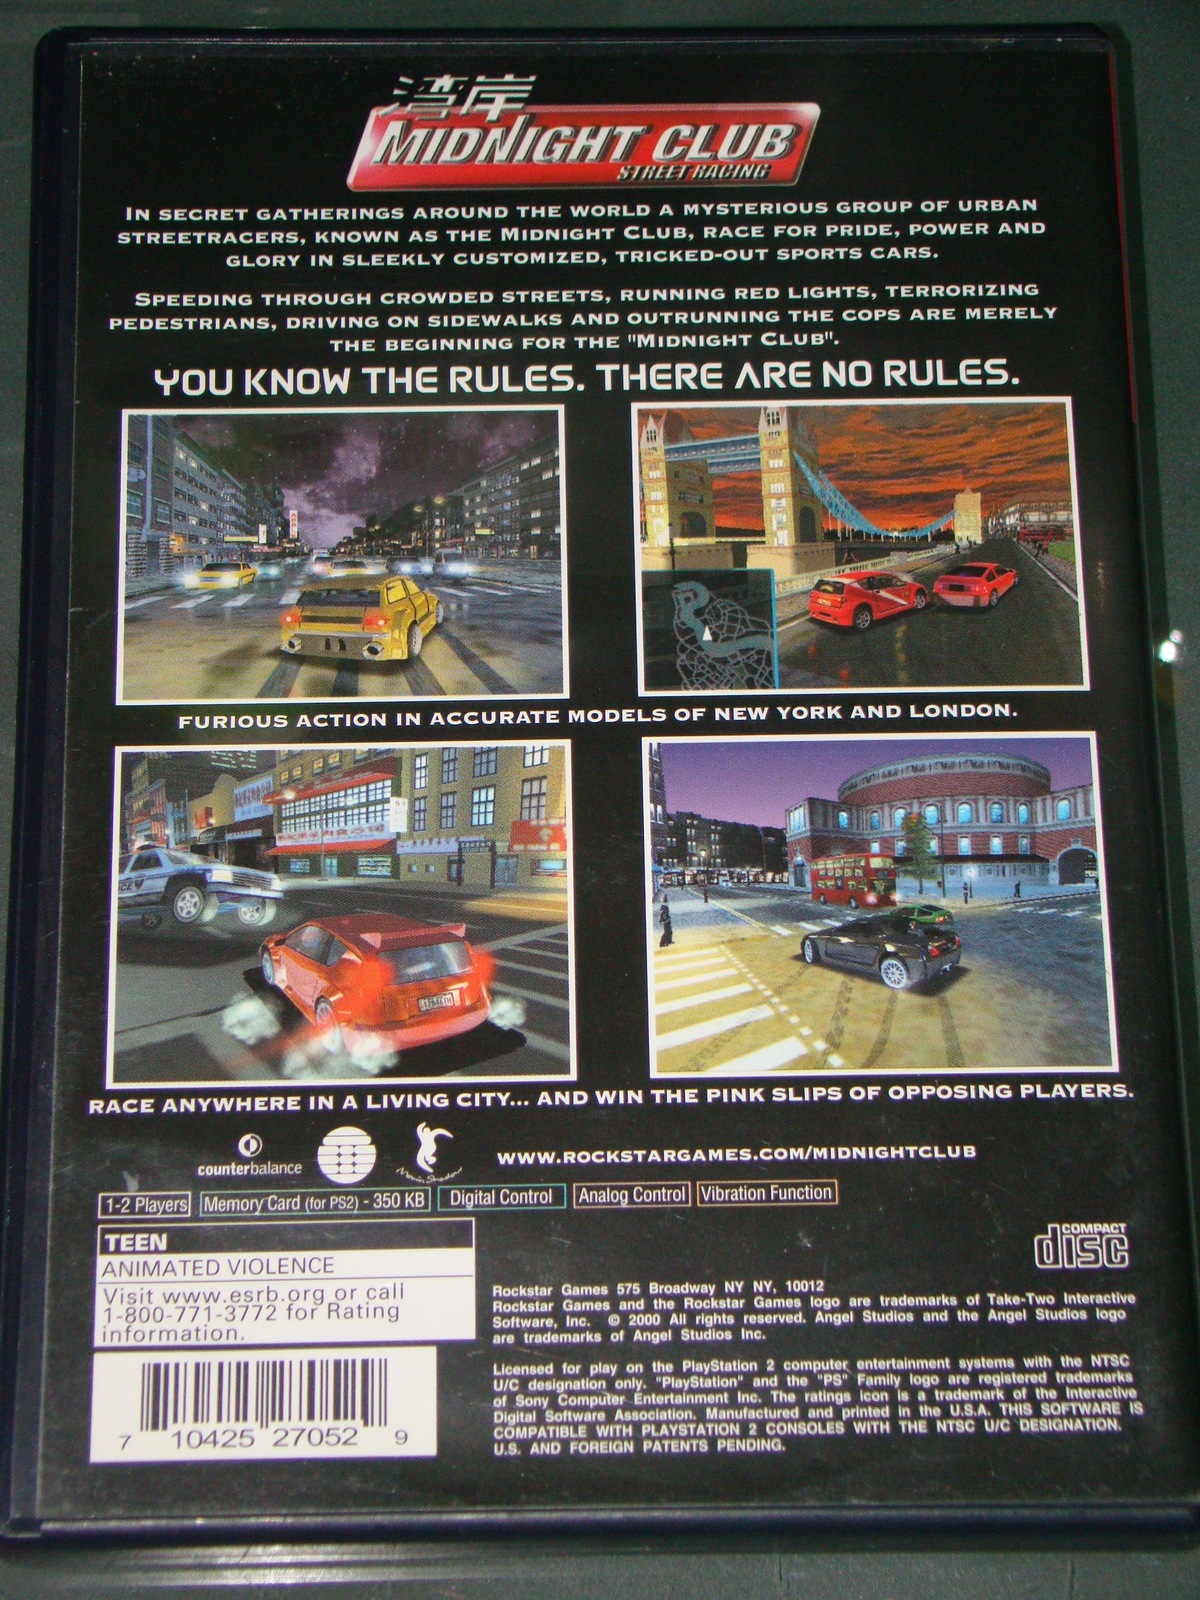 湾岸
MIDNIGHT CLUB
STREET RACING
IN SECRET GATHERINGS AROUND THE WORLD A MYSTERIOUS GROUP OF URBAN
STREETRACERS, KNOWN AS THE MIDNIGHT CLUB, RACE FOR PRIDE, POWER AND
GLORY IN SLEEKLY CUSTOMIZED, TRICKED-OUT SPORTS CARS.
SPEEDING THROUGH CROWDED STREETS, RUNNING RED LIGHTS, TERRORIZING
PEDESTRIANS, DRIVING ON SIDEWALKS AND OUTRUNNING THE COPS ARE MERELY
THE BEGINNING FOR THE "MIDNIGHT CLUB".
YOU KNOW THE RULES. THERE ARE NO RULES.
FURIOUS ACTION IN ACCURATE MODELS OF NEW YORK AND LONDON.
RACE ANYWHERE IN A LIVING CITY... AND WIN THE PINK SLIPS OF OPPOSING PLAYERS.
counterbalance
Movin Shadow
WWW.ROCKSTARGAMES.COM/MIDNIGHTCLUB
1-2 Players
Memory Card (for PS2) - 350 KB
Digital Control
Analog Control
Vibration Function
TEEN
ANIMATED VIOLENCE
Visit www.esrb.org or call
1-800-771-3772 for Rating
information.
COMPACT
disc
Rockstar Games 575 Broadway NY NY, 10012
Rockstar Games and the Rockstar Games logo are trademarks of Take-Two Interactive
Software, Inc. © 2000 All rights reserved. Angel Studios and the Angel Studios logo
are trademarks of Angel Studios Inc.
Licensed for play on the PlayStation 2 computer entertainment systems with the NTSC
U/C designation only. "PlayStation" and the "PS" Family logo are registered trademarks
of Sony Computer Entertainment Inc. The ratings icon is a trademark of the Interactive
Digital Software Association. Manufactured and printed in the U.S.A. THIS SOFTWARE IS
COMPATIBLE WITH PLAYSTATION 2 CONSOLES WITH THE NTSC U/C DESIGNATION.
U.S. AND FOREIGN PATENTS PENDING.
7 10425 27052 9